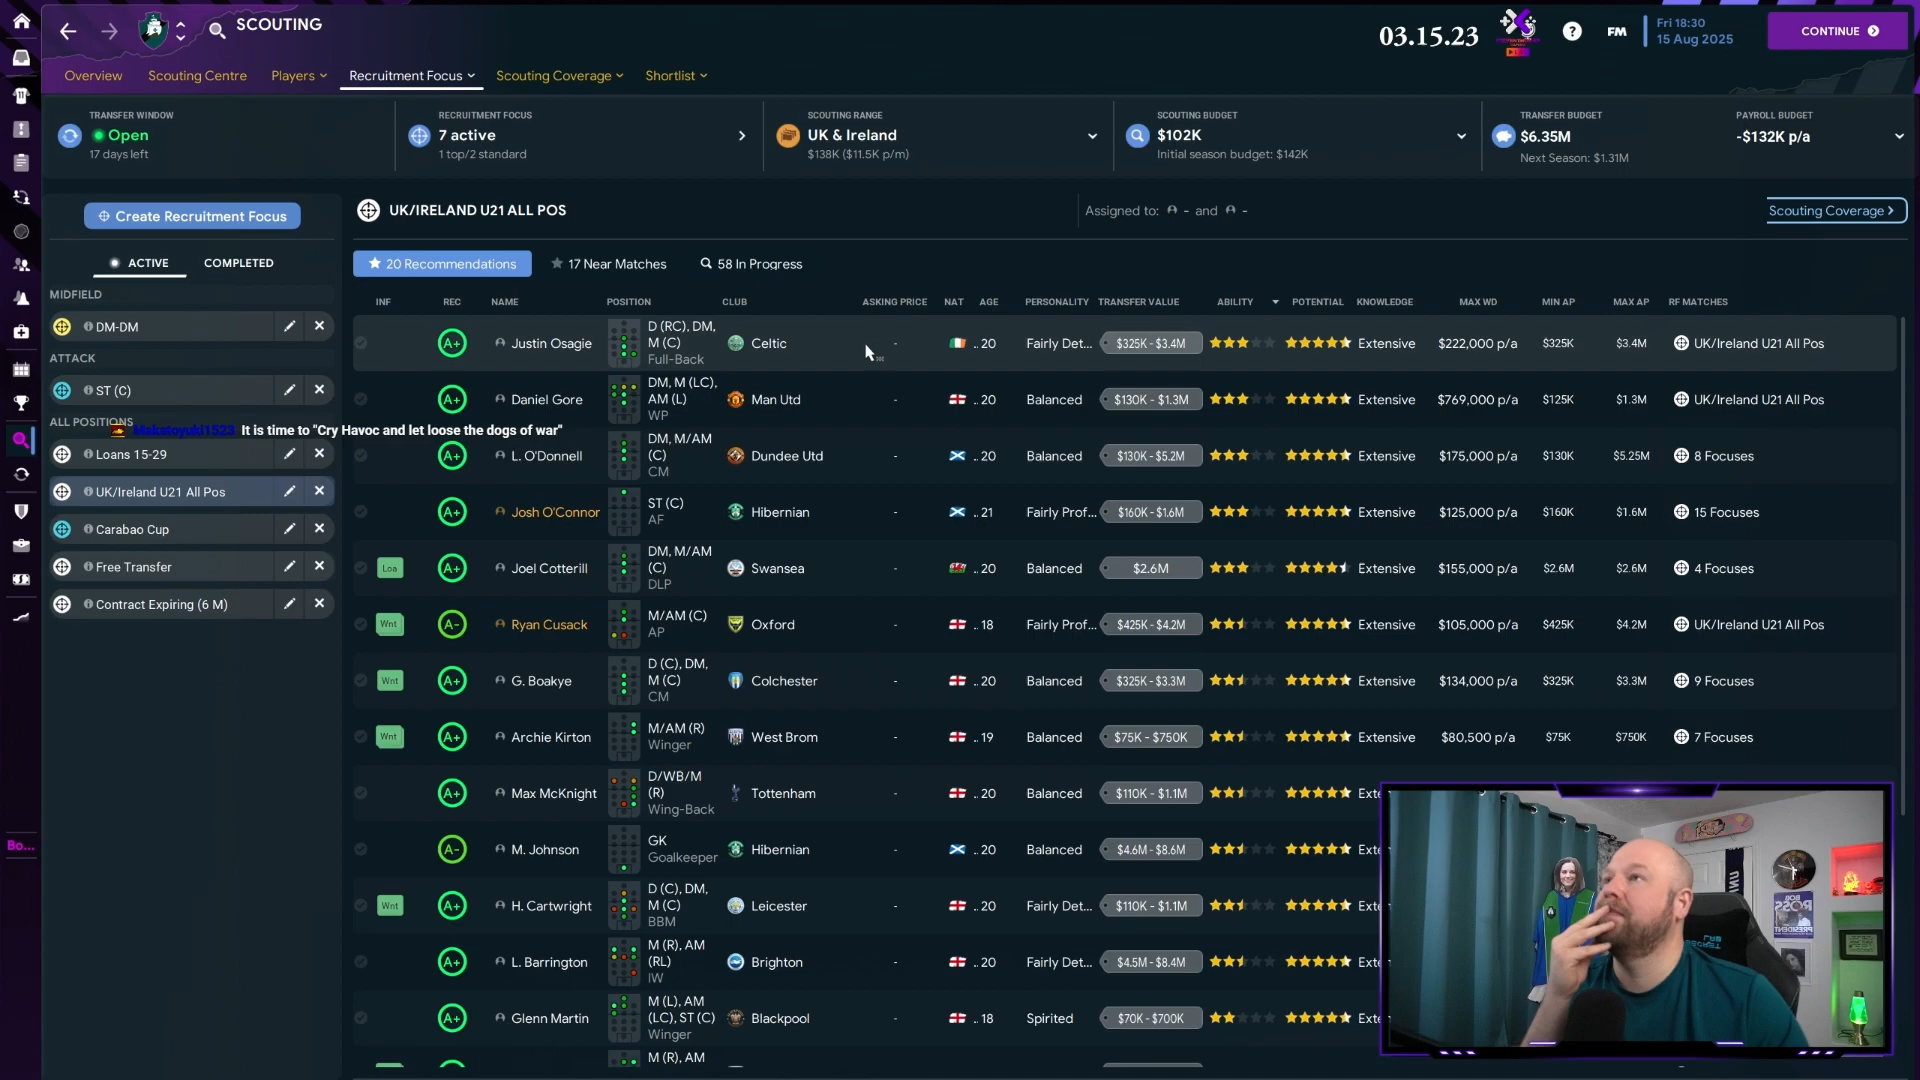 SCOUTING
03.15.23
FM
Fri 18:30
15 Aug 2025
CONTINUE
Overview
Scouting Centre
Players
Recruitment Focus
Scouting Coverage
Shortlist
TRANSFER WINDOW
Open
17 days left
RECRUITMENT FOCUS
7 active
1 top/2 standard
SCOUTING RANGE
UK & Ireland
$138K ($11.5K p/m)
SCOUTING BUDGET
$102K
Initial season budget: $142K
TRANSFER BUDGET
$6.35M
Next Season: $1.31M
PAYROLL BUDGET
-$132K p/a
Create Recruitment Focus
ACTIVE
COMPLETED
MIDFIELD
DM-DM
ATTACK
ST (C)
ALL POSITIONS
Makatoyuki1523 It is time to "Cry Havoc and let loose the dogs of war"
Loans 15-29
UK/Ireland U21 All Pos
Carabao Cup
Free Transfer
Contract Expiring (6 M)
Bo...
UK/IRELAND U21 ALL POS
Assigned to: - and -
Scouting Coverage >
20 Recommendations
17 Near Matches
58 In Progress
INF REC NAME POSITION CLUB ASKING PRICE NAT AGE PERSONALITY TRANSFER VALUE ABILITY POTENTIAL KNOWLEDGE MAX WD MIN AP MAX AP RF MATCHES
A+ Justin Osagie D (RC), DM, M (C) Full-Back Celtic - .. 20 Fairly Det... $325K - $3.4M Extensive $222,000 p/a $325K $3.4M UK/Ireland U21 All Pos
A+ Daniel Gore DM, M (LC), AM (L) WP Man Utd - .. 20 Balanced $130K - $1.3M Extensive $769,000 p/a $125K $1.3M UK/Ireland U21 All Pos
A+ L. O'Donnell DM, M/AM (C) CM Dundee Utd - .. 20 Balanced $130K - $5.2M Extensive $175,000 p/a $130K $5.25M 8 Focuses
A+ Josh O'Connor ST (C) AF Hibernian - .. 21 Fairly Prof... $160K - $1.6M Extensive $125,000 p/a $160K $1.6M 15 Focuses
Loa A+ Joel Cotterill DM, M/AM (C) DLP Swansea - .. 20 Balanced $2.6M Extensive $155,000 p/a $2.6M $2.6M 4 Focuses
Wnt A- Ryan Cusack M/AM (C) AP Oxford - .. 18 Fairly Prof... $425K - $4.2M Extensive $105,000 p/a $425K $4.2M UK/Ireland U21 All Pos
Wnt A+ G. Boakye D (C), DM, M (C) CM Colchester - .. 20 Balanced $325K - $3.3M Extensive $134,000 p/a $325K $3.3M 9 Focuses
Wnt A+ Archie Kirton M/AM (R) Winger West Brom - .. 19 Balanced $75K - $750K Extensive $80,500 p/a $75K $750K 7 Focuses
A+ Max McKnight D/WB/M (R) Wing-Back Tottenham - .. 20 Balanced $110K - $1.1M Exte
A- M. Johnson GK Goalkeeper Hibernian - .. 20 Balanced $4.6M - $8.6M Exte
Wnt A+ H. Cartwright D (C), DM, M (C) BBM Leicester - .. 20 Fairly Det... $110K - $1.1M Exte
A+ L. Barrington M (R), AM (RL) IW Brighton - .. 20 Fairly Det... $4.5M - $8.4M Exte
A+ Glenn Martin M (L), AM (LC), ST (C) Winger Blackpool - .. 18 Spirited $70K - $700K Exte
M (R), AM